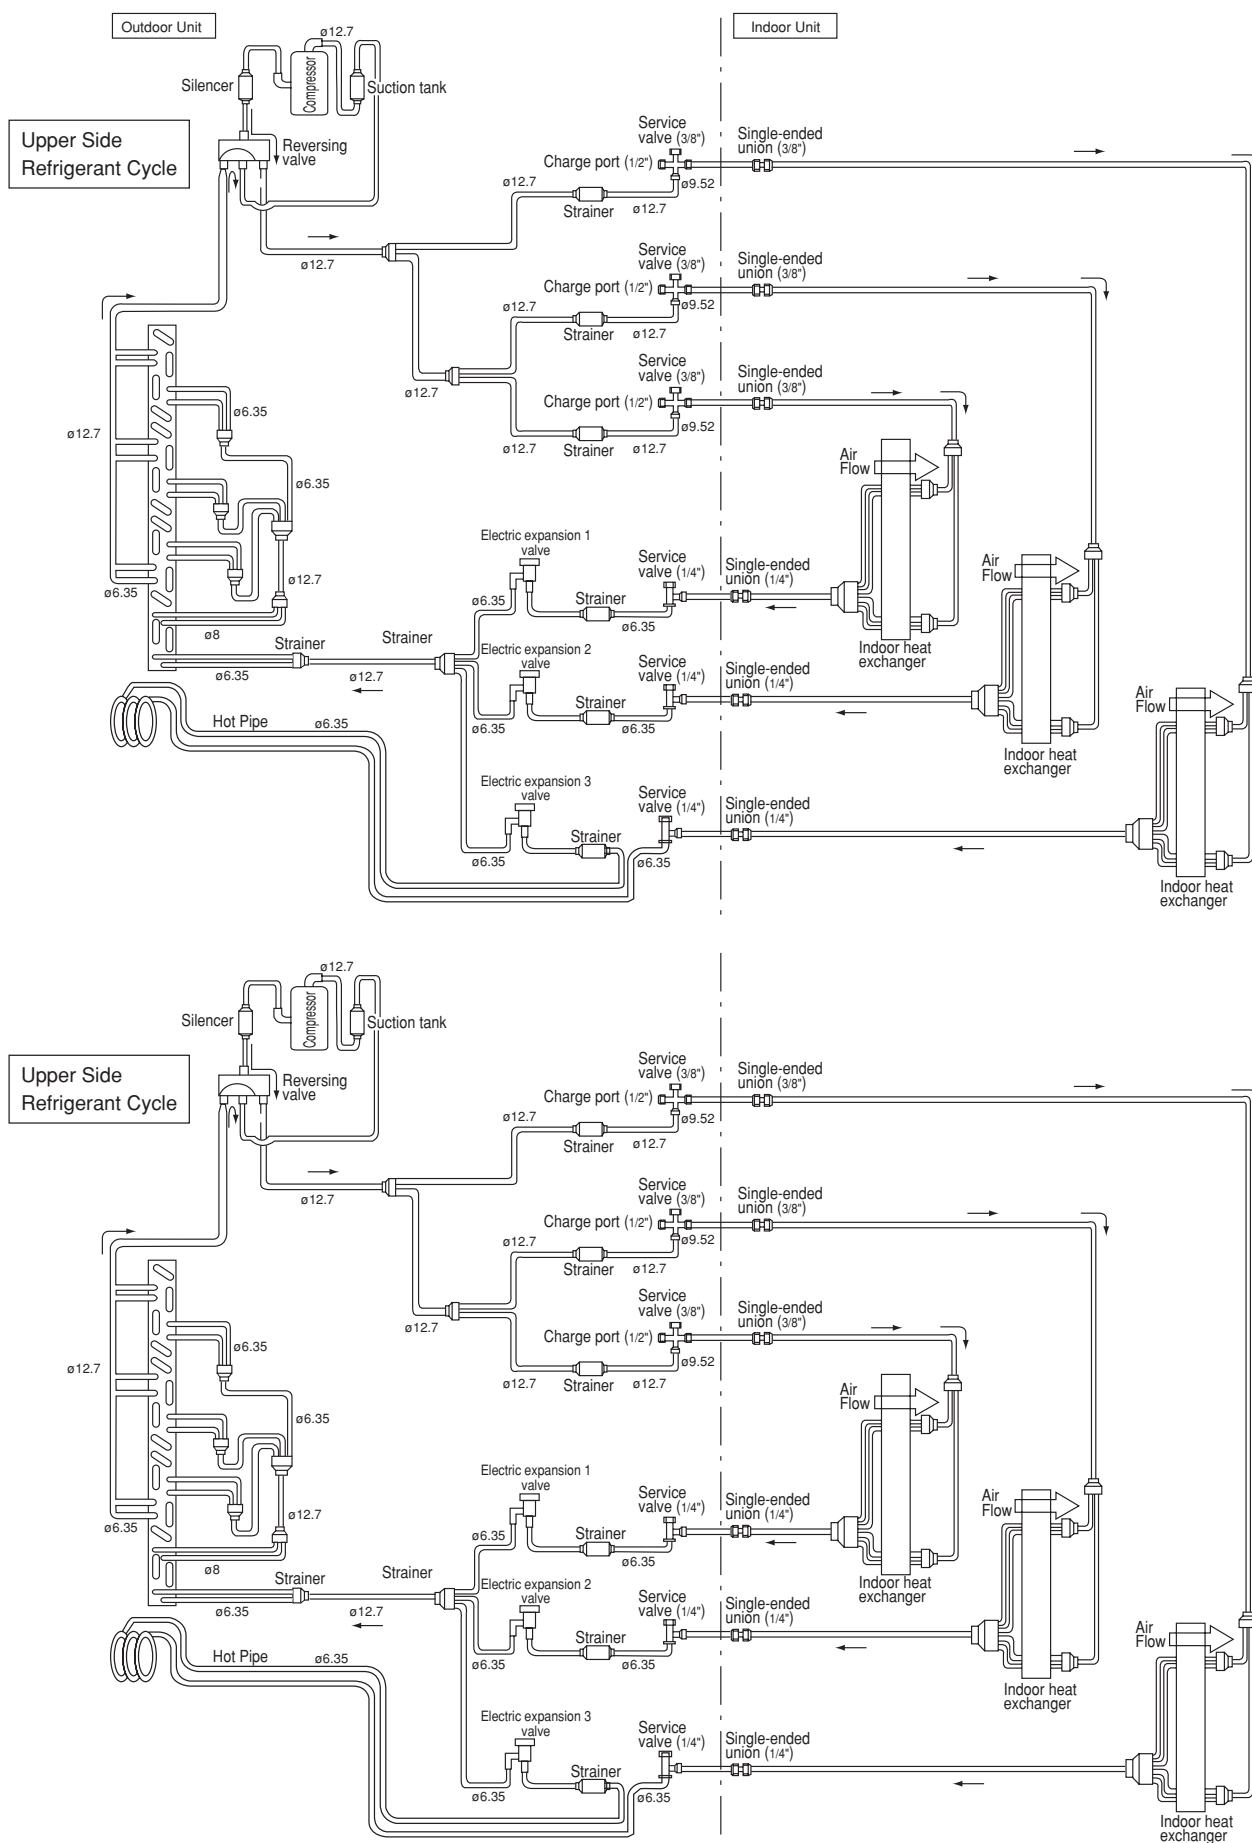 Outdoor Unit
Indoor Unit
ø12.7
Silencer
Compressor
Suction tank
Upper Side
Refrigerant Cycle
Reversing
valve
Service
valve (3/8")
Single-ended
union (3/8")
Charge port (1/2")
ø12.7
ø9.52
Strainer
ø12.7
ø12.7
Service
valve (3/8")
Single-ended
union (3/8")
Charge port (1/2")
ø12.7
ø9.52
Strainer
ø12.7
Service
valve (3/8")
Single-ended
union (3/8")
ø12.7
Charge port (1/2")
ø6.35
ø9.52
ø12.7
ø12.7
Strainer
ø12.7
Air
Flow
ø6.35
Electric expansion 1
valve
Service
valve (1/4")
Single-ended
union (1/4")
Air
Flow
ø12.7
ø6.35
ø6.35
Strainer
ø6.35
ø8
Strainer
Strainer
Indoor heat
exchanger
Electric expansion 2
valve
Service
valve (1/4")
Single-ended
union (1/4")
ø6.35
ø12.7
Air
Flow
Hot Pipe
ø6.35
ø6.35
Strainer
ø6.35
Indoor heat
exchanger
Electric expansion 3
valve
Service
valve (1/4")
Single-ended
union (1/4")
Strainer
ø6.35
ø6.35
Indoor heat
exchanger
ø12.7
Silencer
Compressor
Suction tank
Upper Side
Refrigerant Cycle
Reversing
valve
Service
valve (3/8")
Single-ended
union (3/8")
Charge port (1/2")
ø12.7
ø9.52
Strainer
ø12.7
ø12.7
Service
valve (3/8")
Single-ended
union (3/8")
Charge port (1/2")
ø12.7
ø9.52
Strainer
ø12.7
Service
valve (3/8")
Single-ended
union (3/8")
ø12.7
Charge port (1/2")
ø6.35
ø9.52
ø12.7
ø12.7
Strainer
ø12.7
Air
Flow
ø6.35
Electric expansion 1
valve
Service
valve (1/4")
Single-ended
union (1/4")
Air
Flow
ø12.7
ø6.35
ø6.35
Strainer
ø6.35
ø8
Strainer
Strainer
Indoor heat
exchanger
Electric expansion 2
valve
Service
valve (1/4")
Single-ended
union (1/4")
ø6.35
ø12.7
Air
Flow
Hot Pipe
ø6.35
ø6.35
Strainer
ø6.35
Indoor heat
exchanger
Electric expansion 3
valve
Service
valve (1/4")
Single-ended
union (1/4")
Strainer
ø6.35
ø6.35
Indoor heat
exchanger